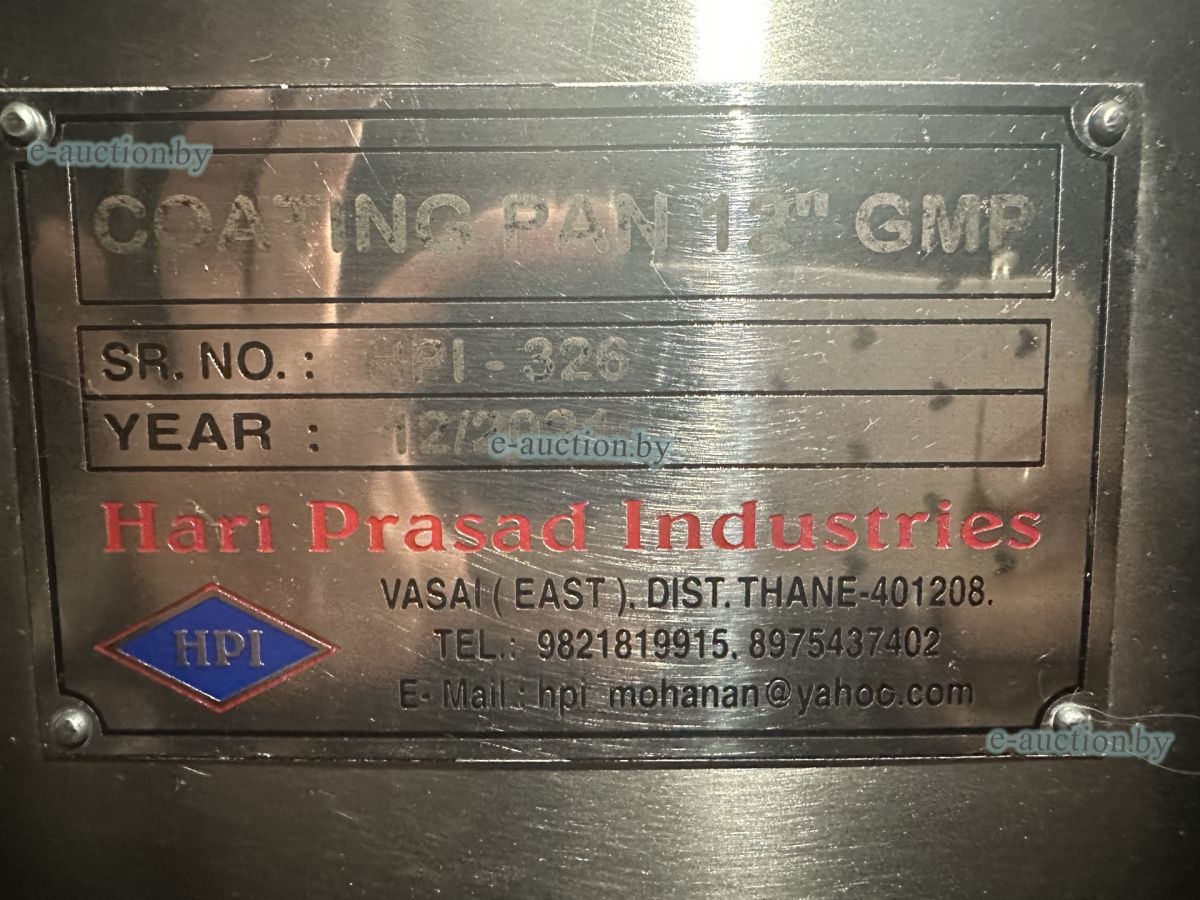 e-auction.by
COATING PAN 12" GMP
SR. NO. : HPI - 326
YEAR :
e-auction.by
Hari Prasad Industries
VASAI ( EAST ). DIST. THANE-401208.
HPI
TEL.: 9821819915, 8975437402
E- Mail.: hpi_mohanan@yahoo.com
e-auction.by